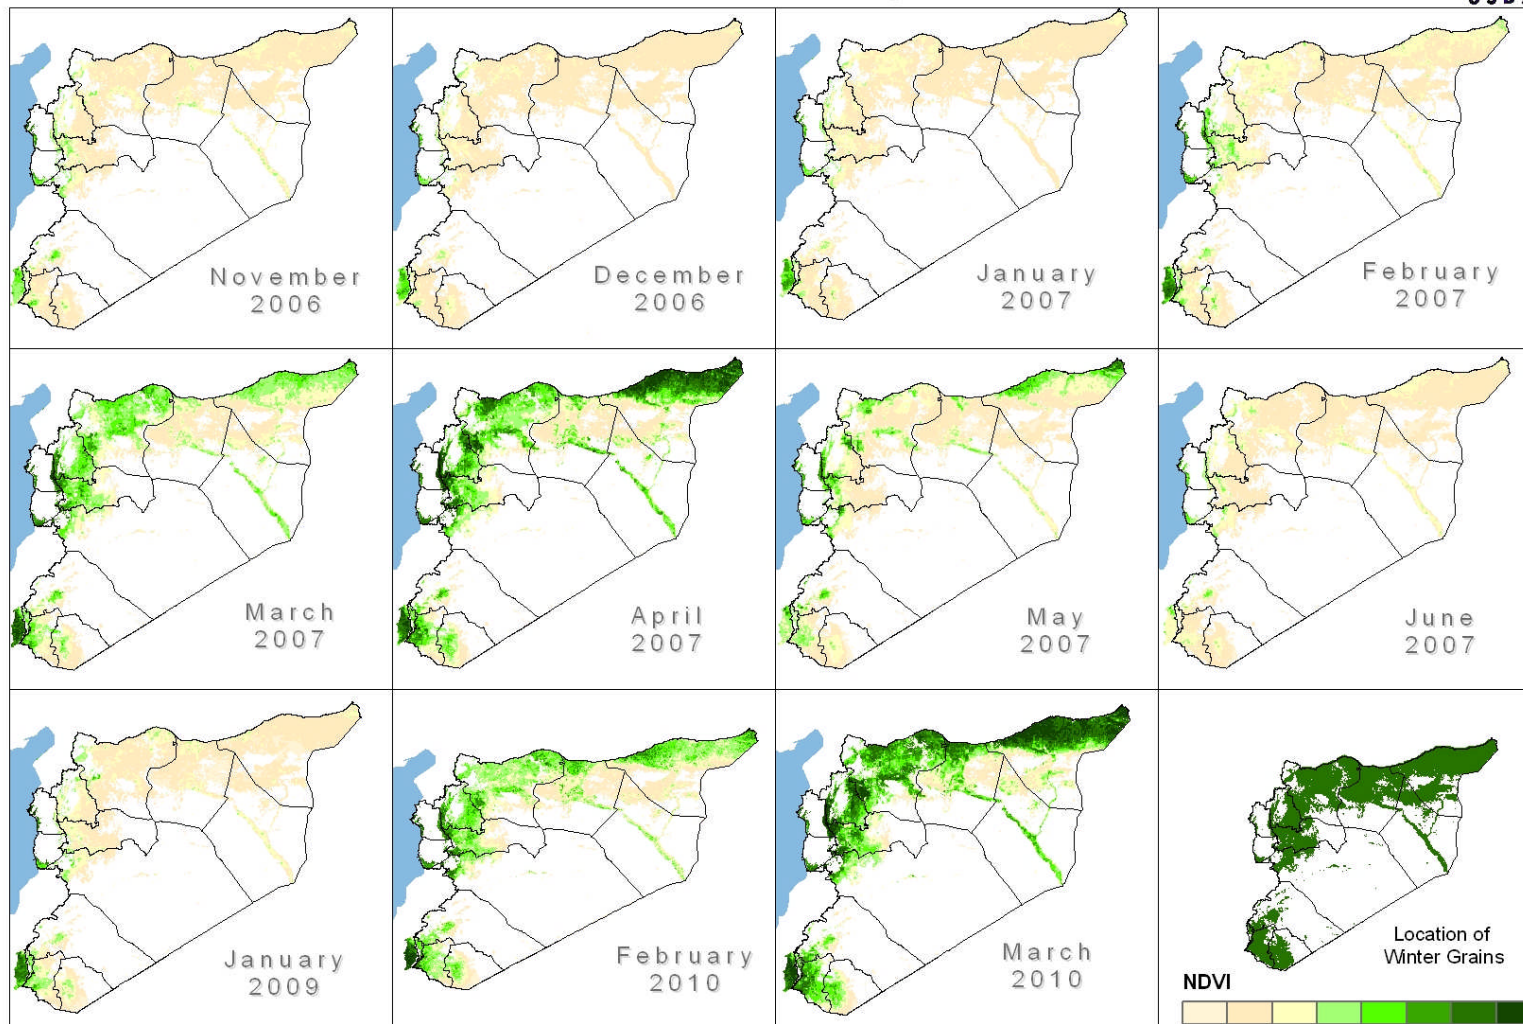 November
2006
December
2006
January
2007
February
2007
March
2007
April
2007
May
2007
June
2007
January
2009
February
2010
March
2010
Location of
Winter Grains
NDVI